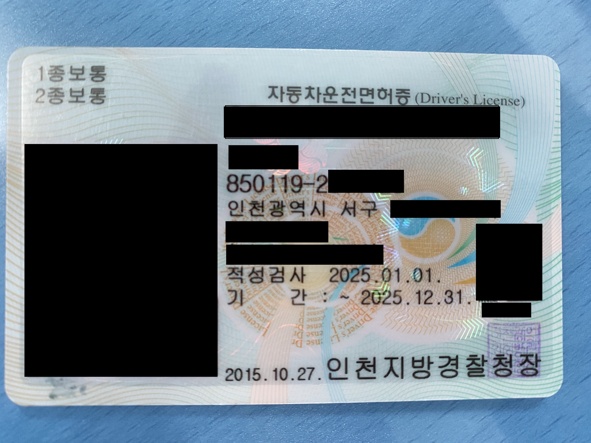 1종보통
2종보통
자동차운전면허증 (Driver's License)
850119-2
인천광역시 서구
적성검사 2025.01.01.
기 간 : ~ 2025.12.31.
2015.10.27. 인천지방경찰청장